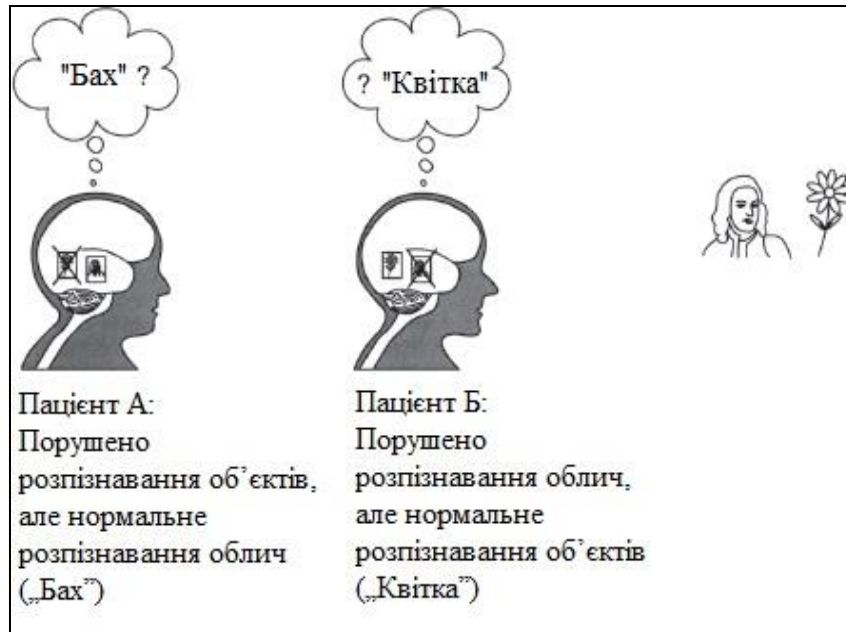 "Бах" ?
? "Квітка"
Пацієнт А:
Порушено
розпізнавання об’єктів,
але нормальне
розпізнавання облич
(„Бах”)
Пацієнт Б:
Порушено
розпізнавання облич,
але нормальне
розпізнавання об’єктів
(„Квітка”)